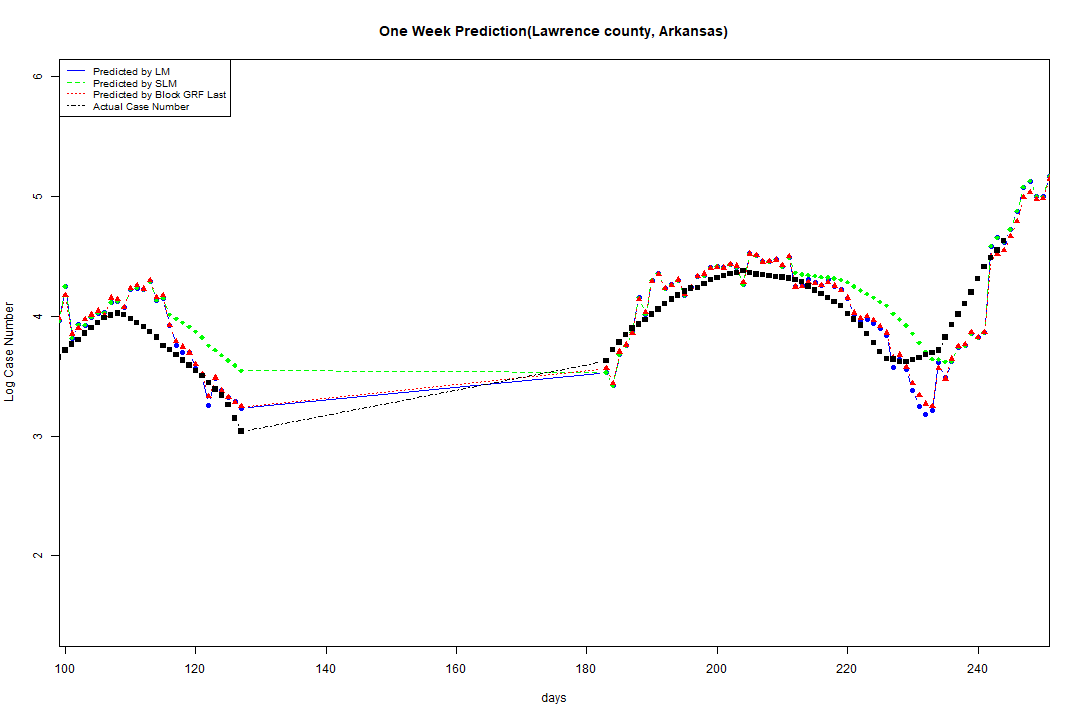 One Week Prediction(Lawrence county, Arkansas)
Predicted by LM
Predicted by SLM
Predicted by Block GRF Last
Actual Case Number
6
5
4
3
2
Log Case Number
100 120 140 160 180 200 220 240
days